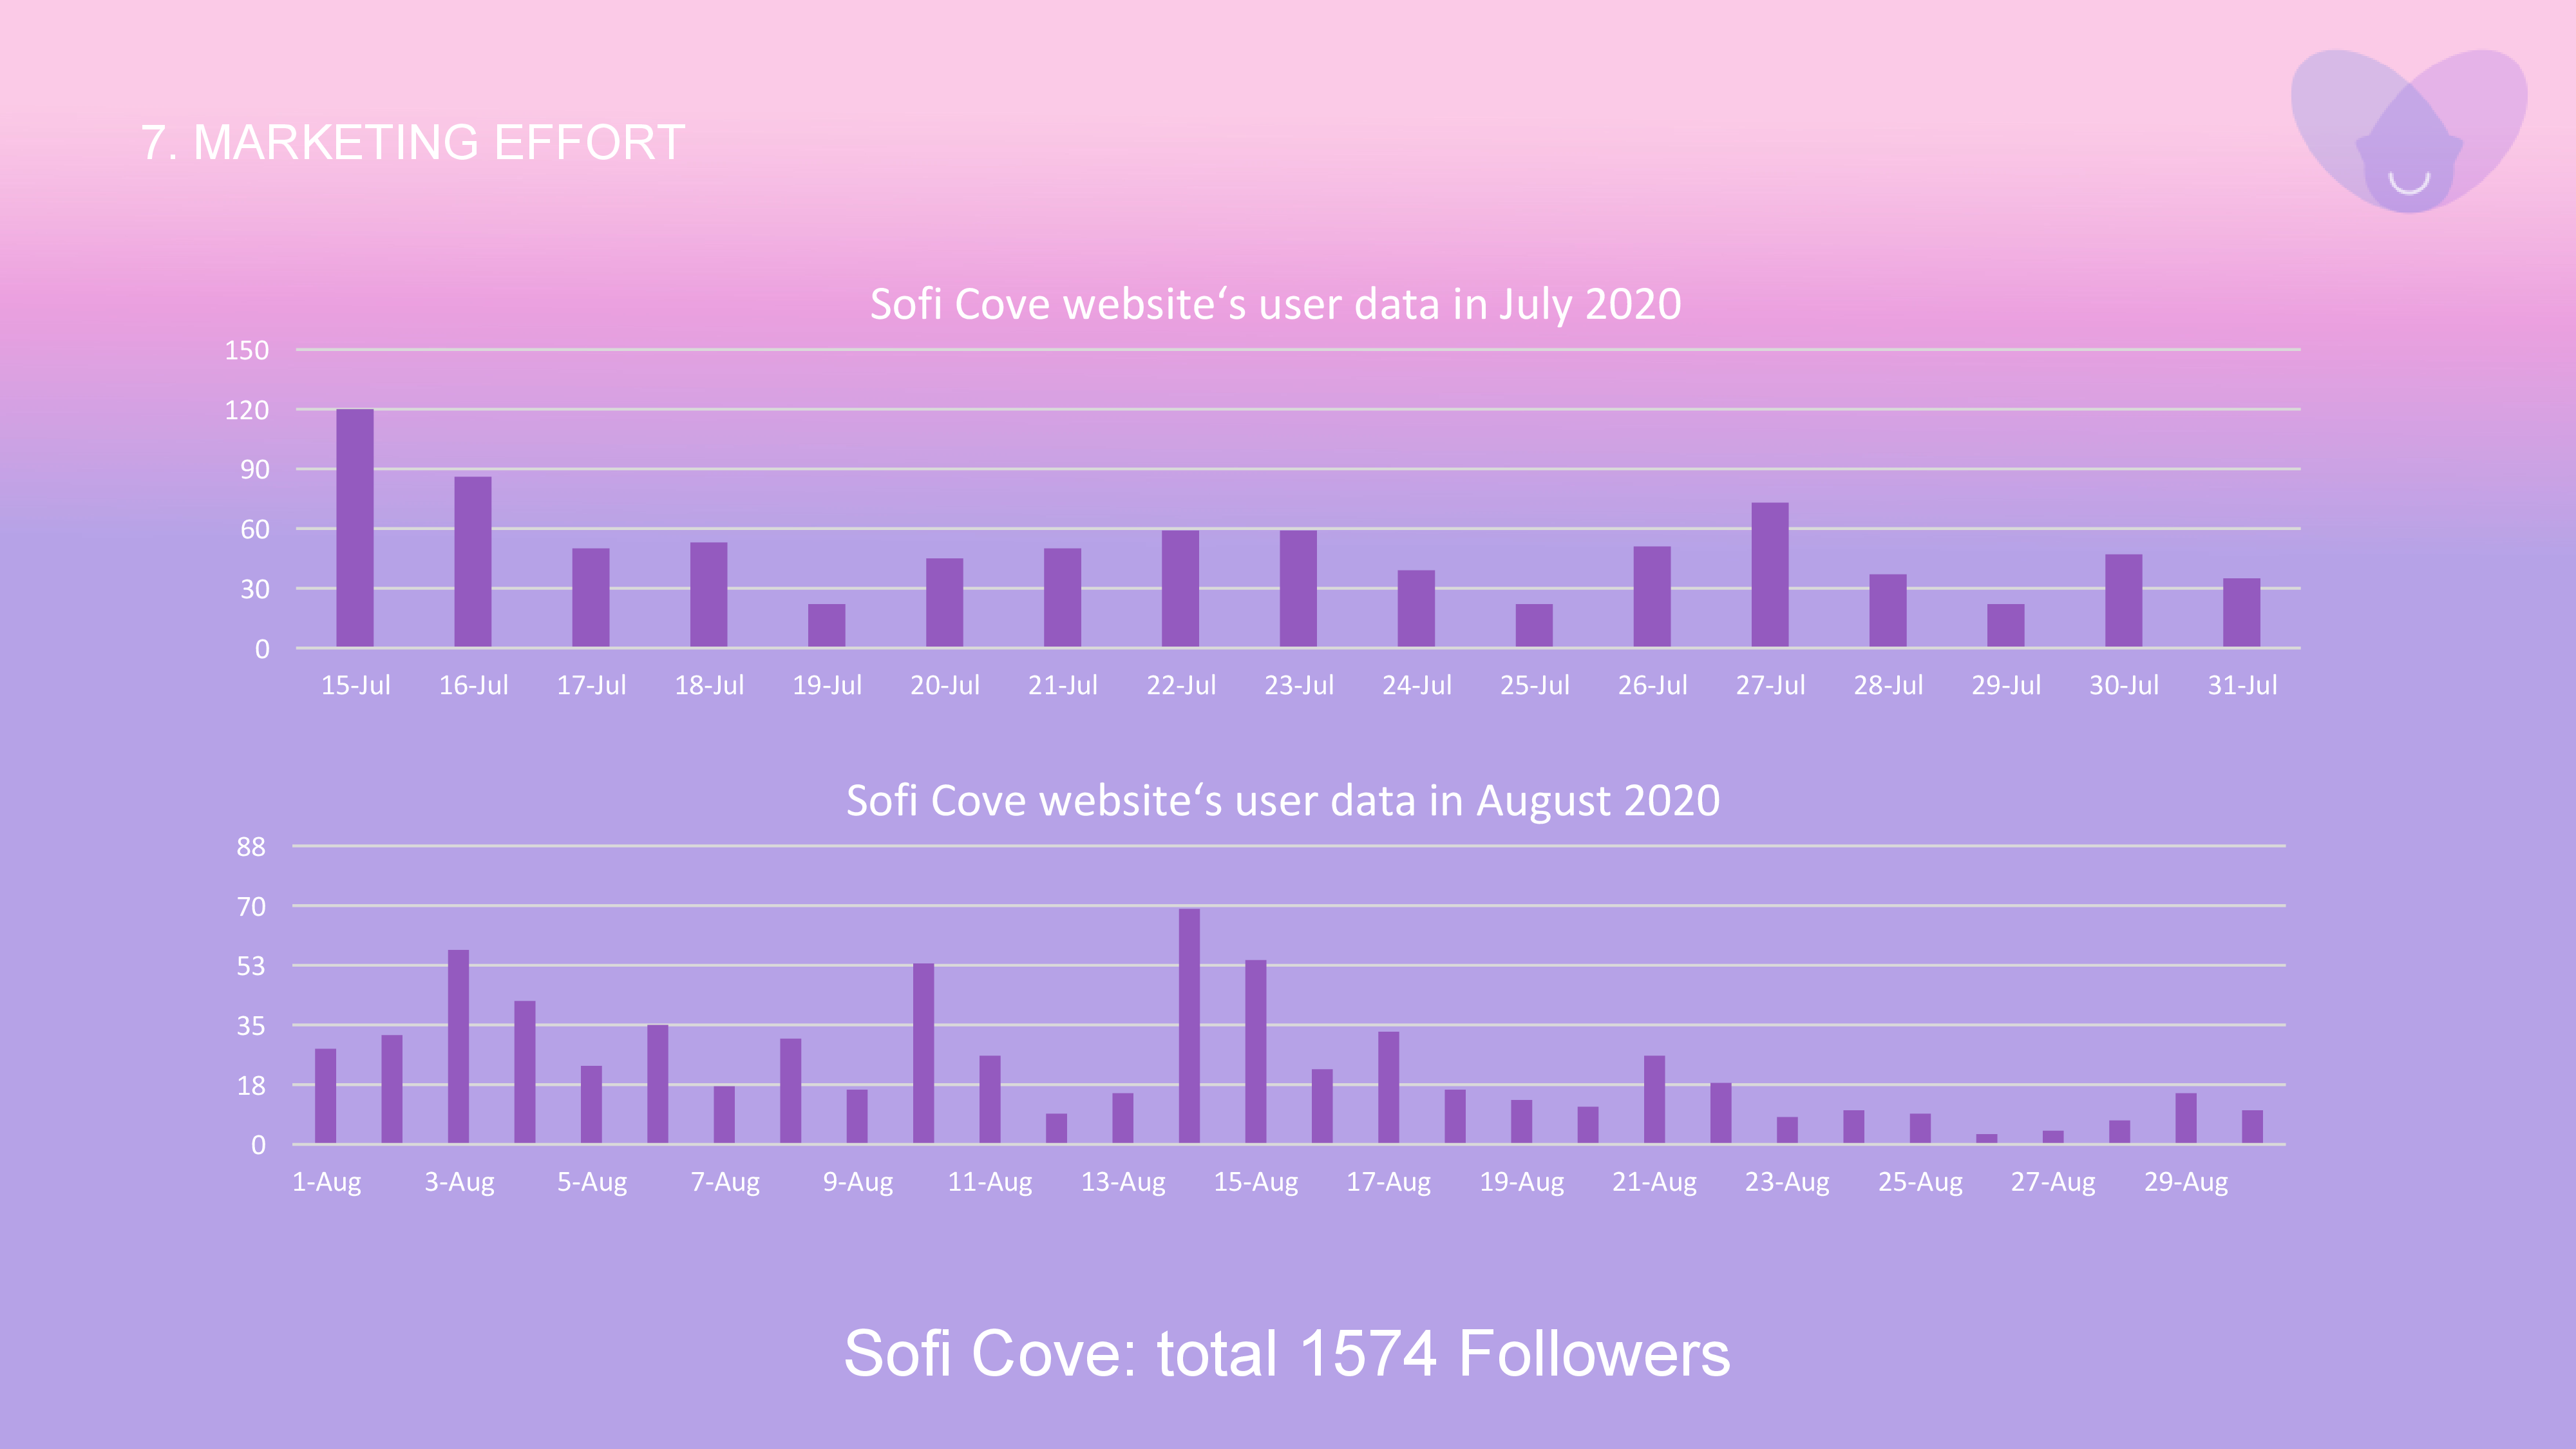 7. MARKETING EFFORT
Sofi Cove website‘s user data in July 2020
150
120
90
60
30
0
15-Jul 16-Jul 17-Jul 18-Jul 19-Jul 20-Jul 21-Jul 22-Jul 23-Jul 24-Jul 25-Jul 26-Jul 27-Jul 28-Jul 29-Jul 30-Jul 31-Jul
Sofi Cove website‘s user data in August 2020
88
70
53
35
18
0
1-Aug 3-Aug 5-Aug 7-Aug 9-Aug 11-Aug 13-Aug 15-Aug 17-Aug 19-Aug 21-Aug 23-Aug 25-Aug 27-Aug 29-Aug
Sofi Cove: total 1574 Followers